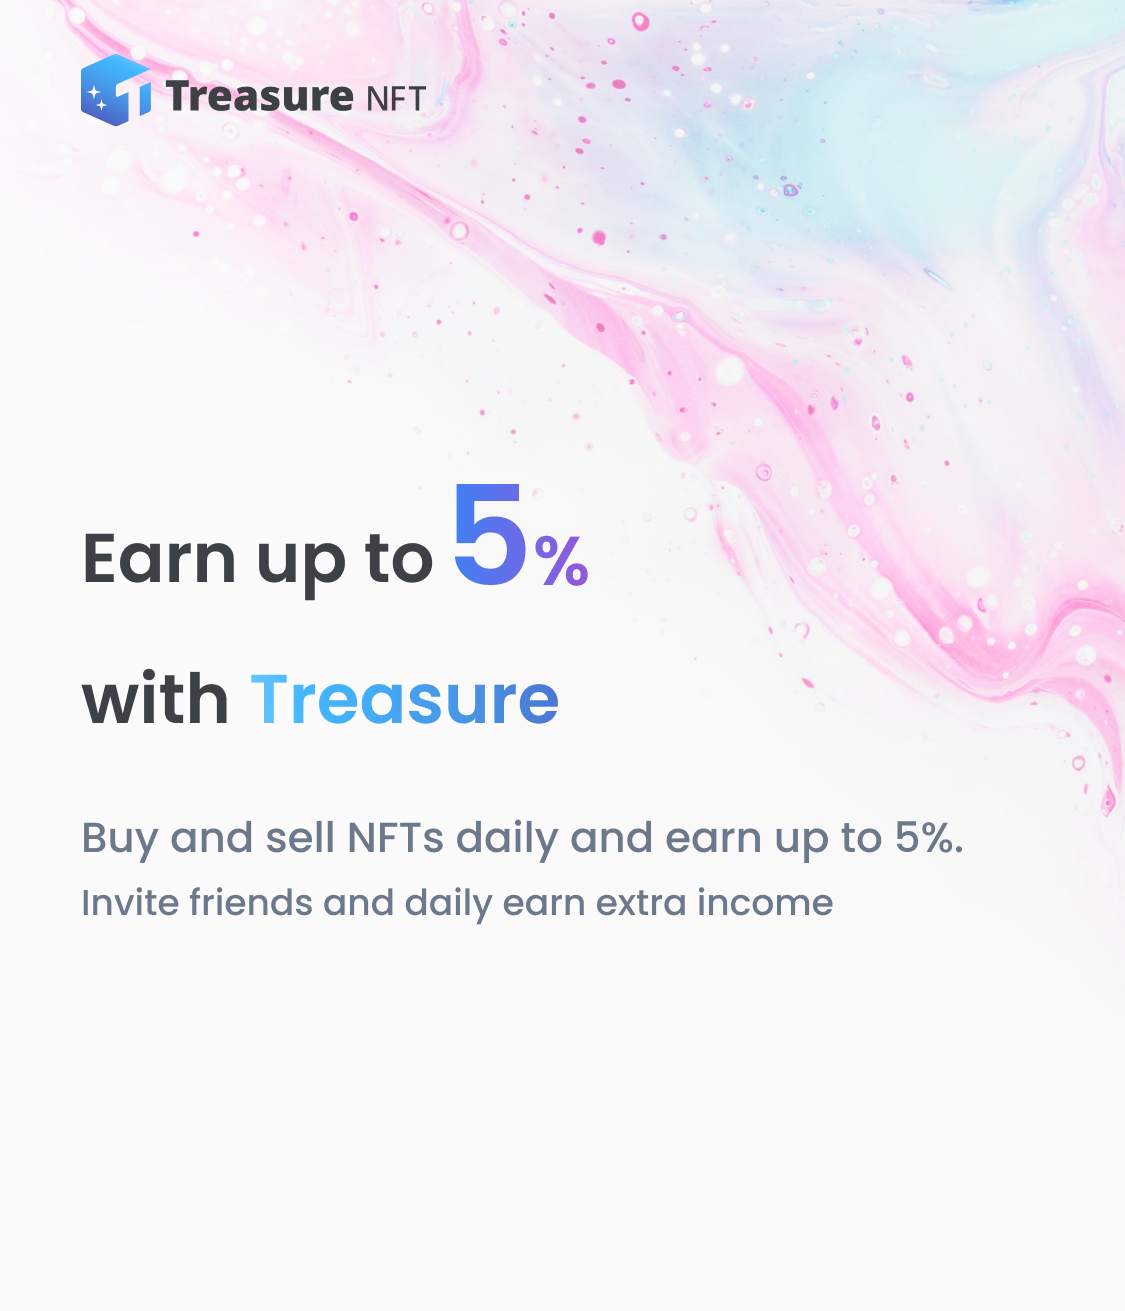 Treasure NFT
Earn up to 5%
with Treasure
Buy and sell NFTs daily and earn up to 5%.
Invite friends and daily earn extra income